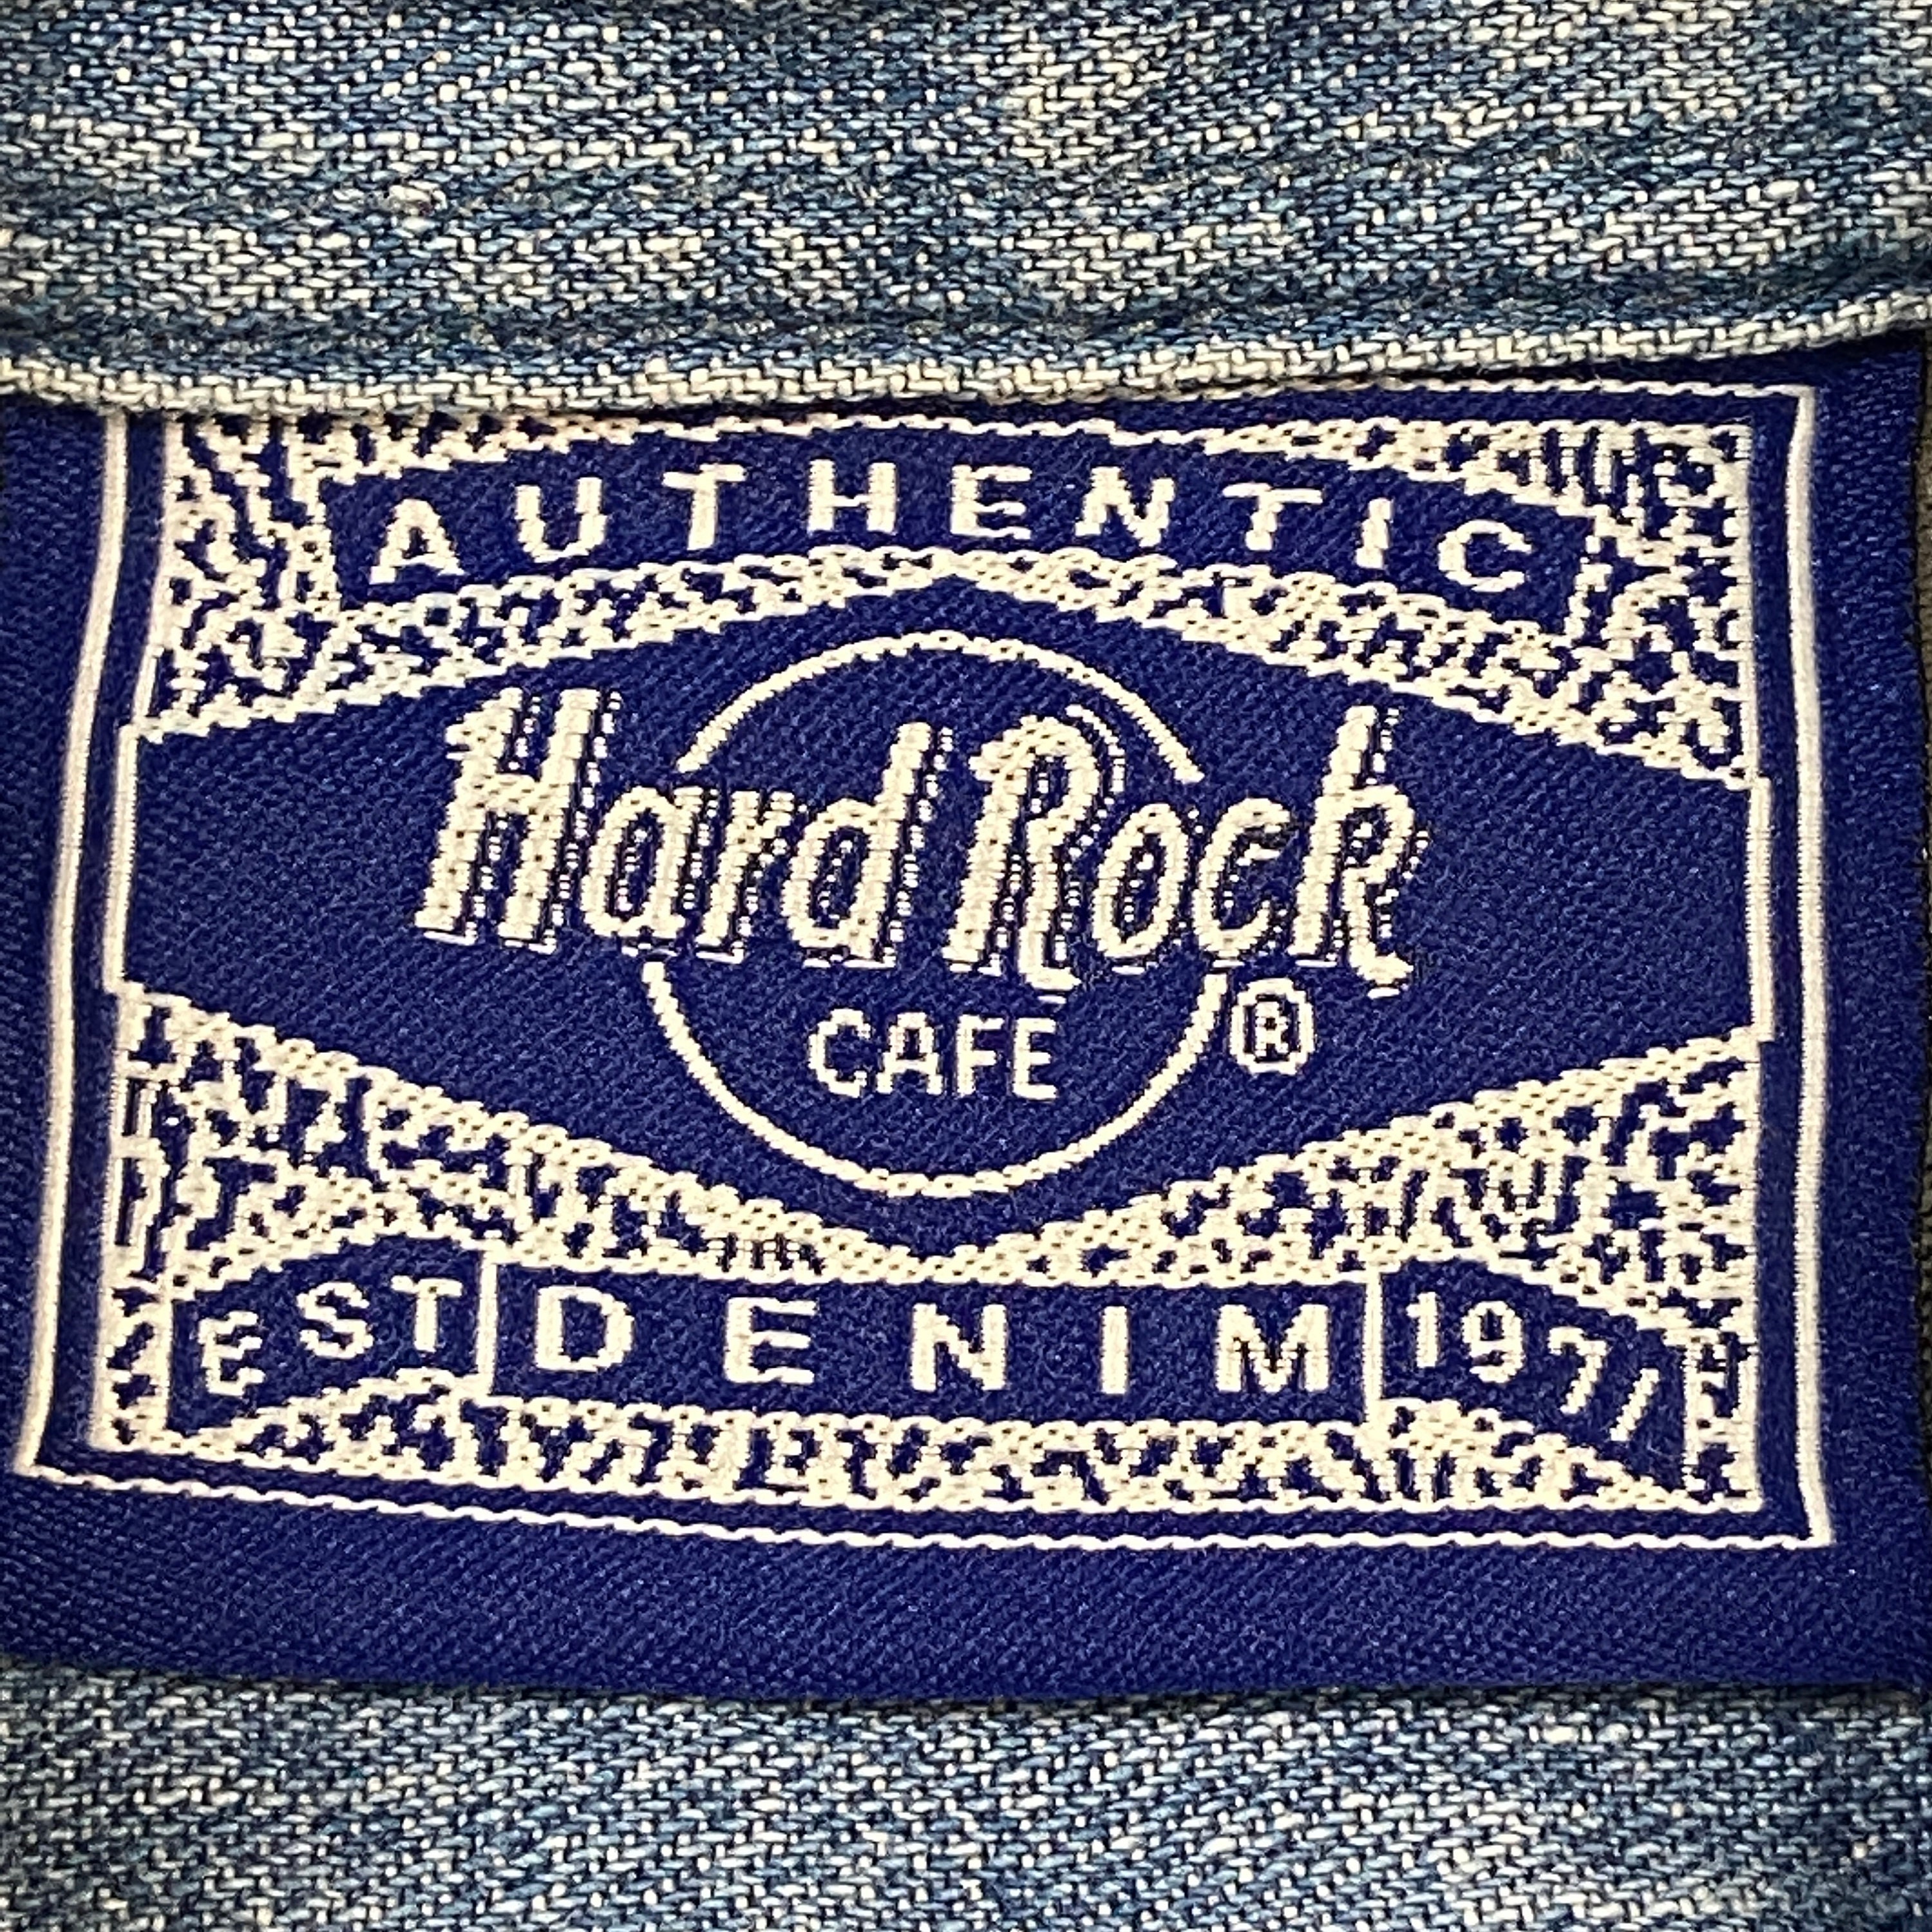 AUTHENTIC
Hard Rock
CAFE ®
EST DENIM 1971